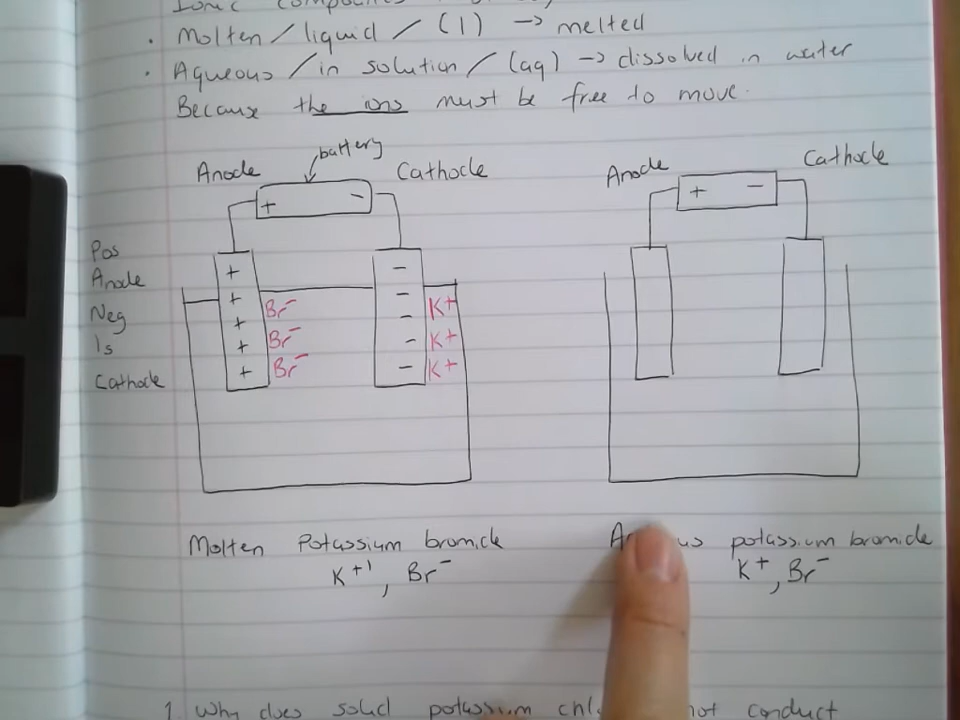 Ionic
. Molten / liquid / (l) → melted
. Aqueous / in solution / (aq) → dissolved in water
Because the ions must be free to move.
battery
Anode Cathode
+ -
Anode Cathode
+ -
Pos
Anode
Neg
Is
Cathode
+ -
+ Br⁻ - K+
+ Br⁻ - K+
+ Br⁻ - K+
+ -
Molten Potassium bromide
K+¹, Br⁻
potassium bromide
K+, Br⁻
1. Why does solid potassium not conduct